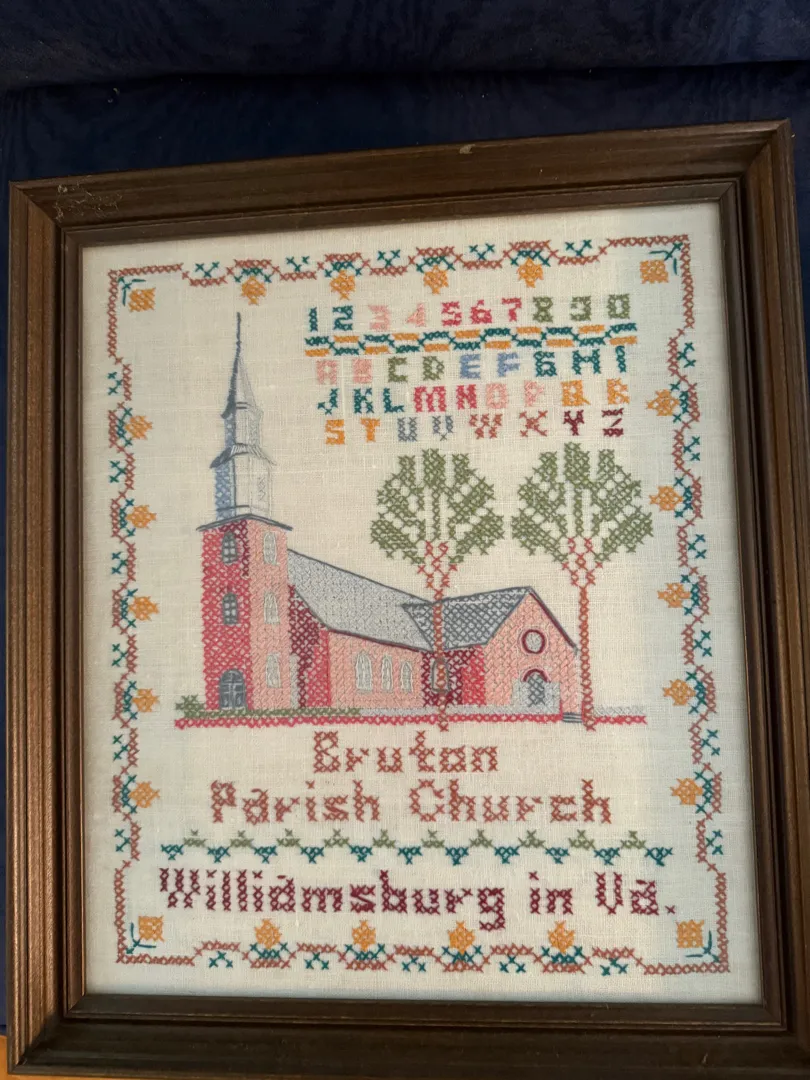 1234567890
ABCDEFGHI
JKLMNOPQR
STUVWXYZ
Bruton
Parish Church
Williamsburg in Va.